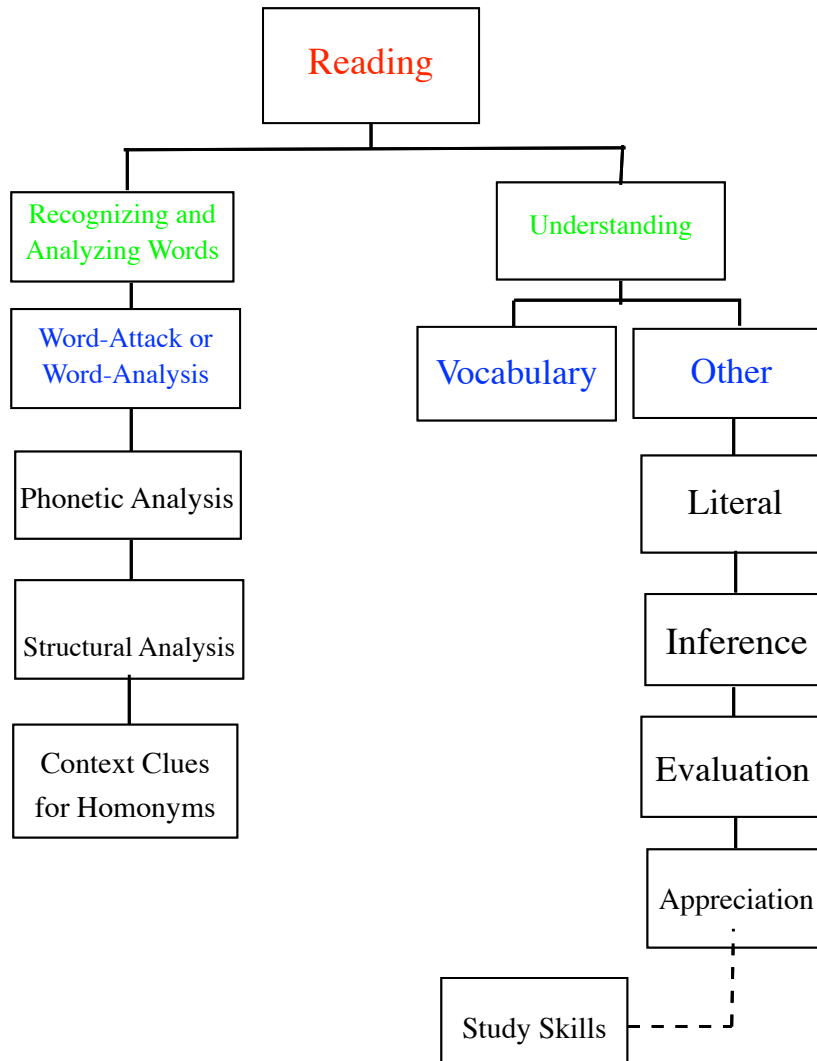 Reading
Recognizing and
Analyzing Words
Understanding
Word-Attack or
Word-Analysis
Vocabulary
Other
Phonetic Analysis
Literal
Structural Analysis
Inference
Context Clues
for Homonyms
Evaluation
Appreciation
Study Skills